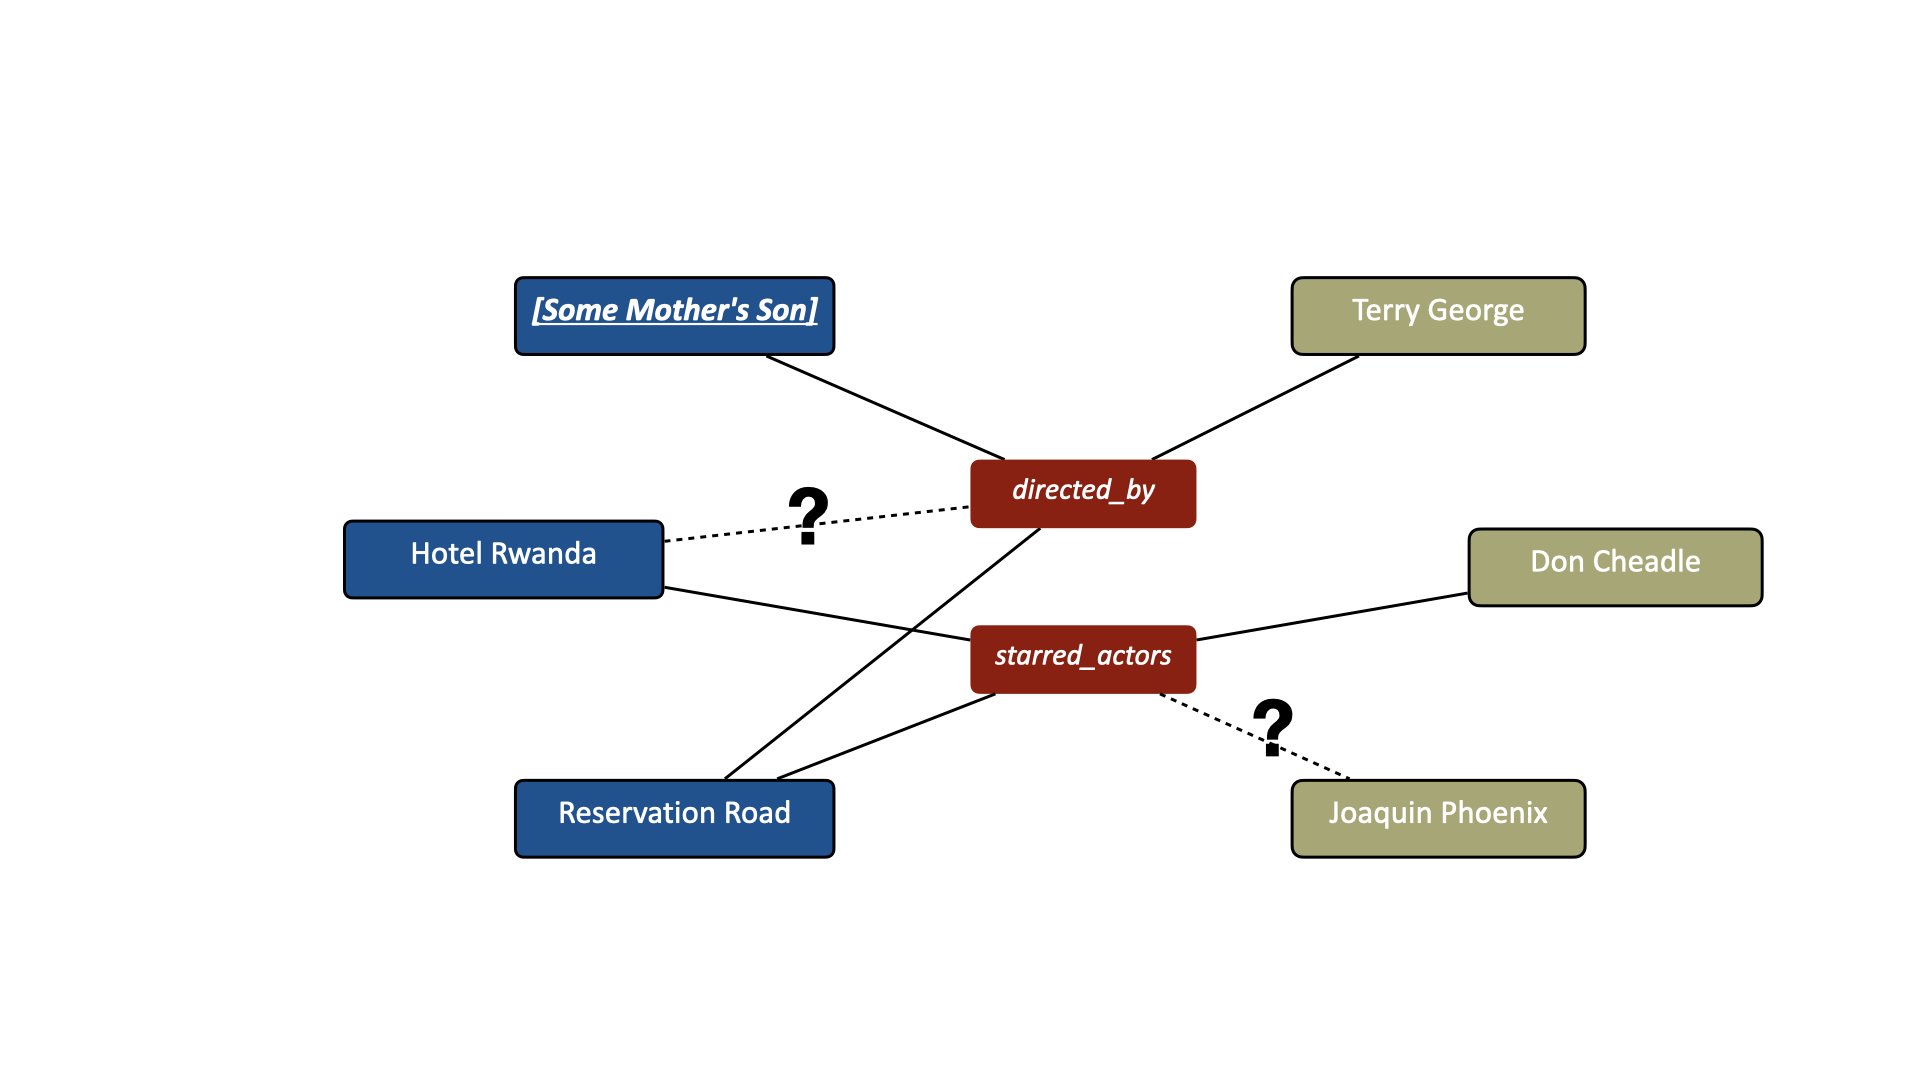 [Some Mother's Son]
Terry George
directed_by
?
Hotel Rwanda
Don Cheadle
starred_actors
?
Reservation Road
Joaquin Phoenix